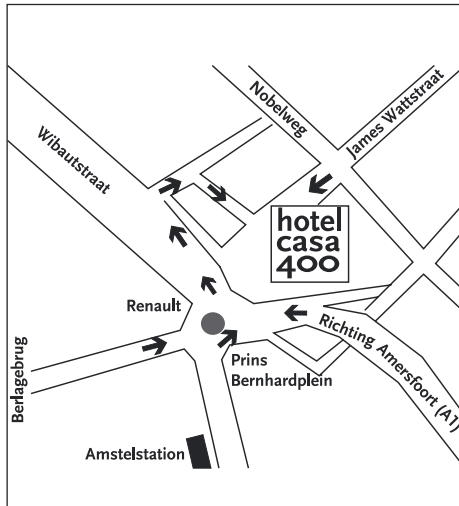 Nobelweg
James Wattstraat
Wibautstraat
hotel
casa
400
Renault
Richting Amersfoort (A1)
Prins
Bernhardplein
Berlagebrug
Amstelstation